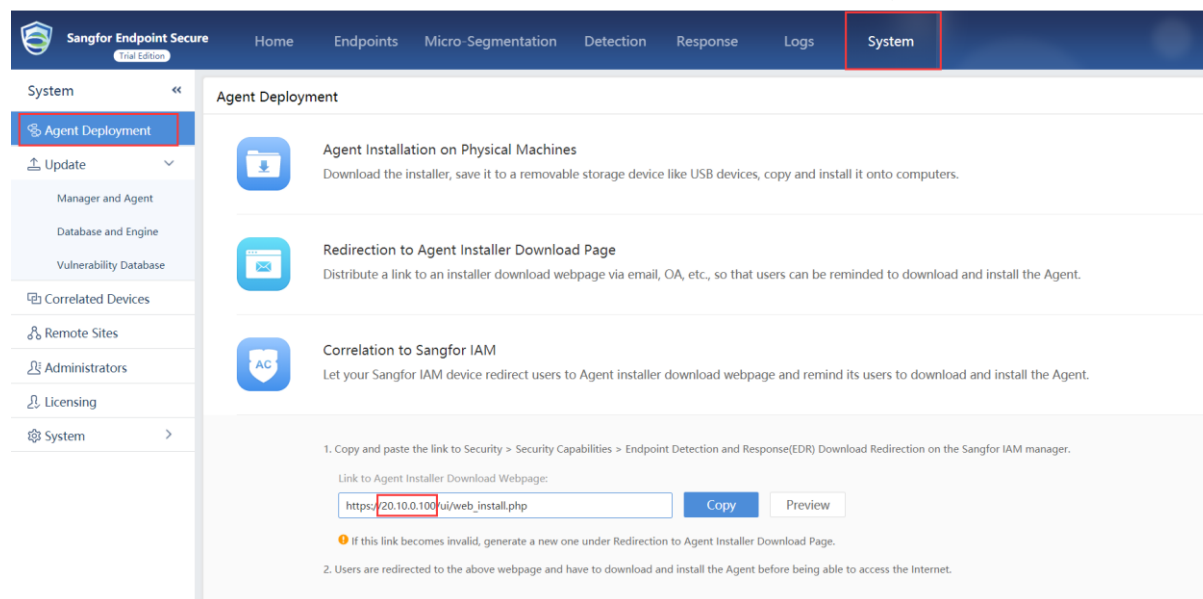 Sangfor Endpoint Secure
Trial Edition
Home
Endpoints
Micro-Segmentation
Detection
Response
Logs
System
System
«
Agent Deployment
Update
Manager and Agent
Database and Engine
Vulnerability Database
Correlated Devices
Remote Sites
Administrators
Licensing
System
Agent Deployment
Agent Installation on Physical Machines
Download the installer, save it to a removable storage device like USB devices, copy and install it onto computers.
Redirection to Agent Installer Download Page
Distribute a link to an installer download webpage via email, OA, etc., so that users can be reminded to download and install the Agent.
AC
Correlation to Sangfor IAM
Let your Sangfor IAM device redirect users to Agent installer download webpage and remind its users to download and install the Agent.
1. Copy and paste the link to Security > Security Capabilities > Endpoint Detection and Response(EDR) Download Redirection on the Sangfor IAM manager.
Link to Agent Installer Download Webpage:
https://20.10.0.100/ui/web_install.php
Copy
Preview
If this link becomes invalid, generate a new one under Redirection to Agent Installer Download Page.
2. Users are redirected to the above webpage and have to download and install the Agent before being able to access the Internet.